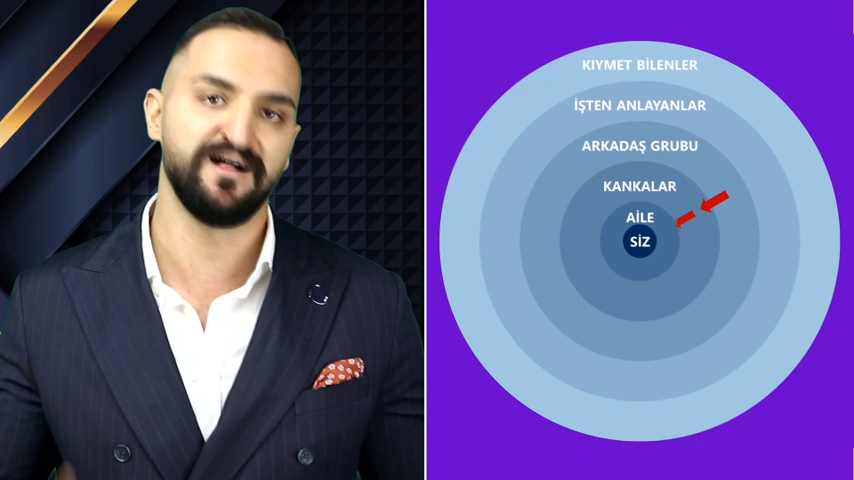 KIYMET BİLENLER
İŞTEN ANLAYANLAR
ARKADAŞ GRUBU
KANKALAR
AİLE
SİZ